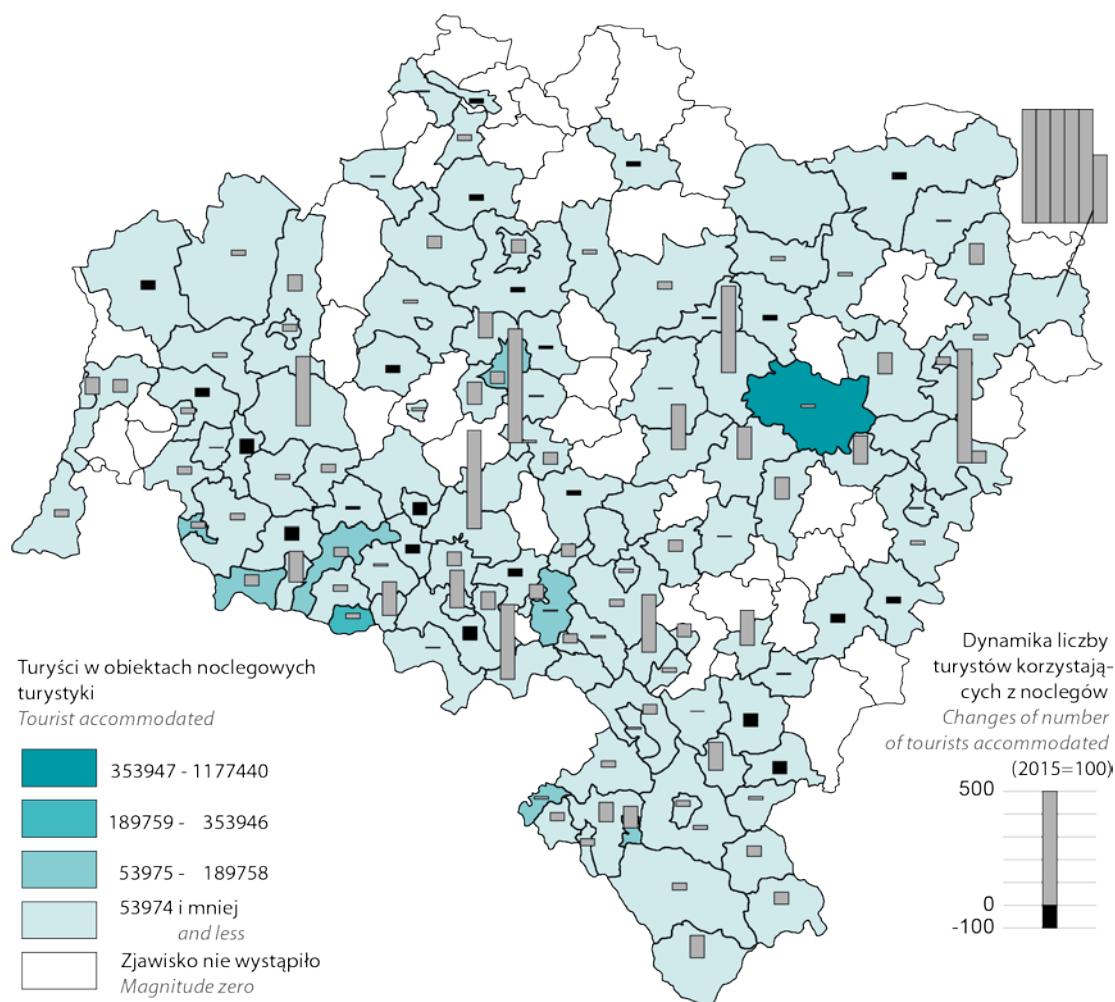 Turyści w obiektach noclegowych
turystyki
Tourist accommodated
353947 - 1177440
189759 - 353946
53975 - 189758
53974 i mniej
and less
Zjawisko nie wystąpiło
Magnitude zero
Dynamika liczby
turystów korzystają-
cych z noclegów
Changes of number
of tourists accommodated
(2015=100)
500
0
-100